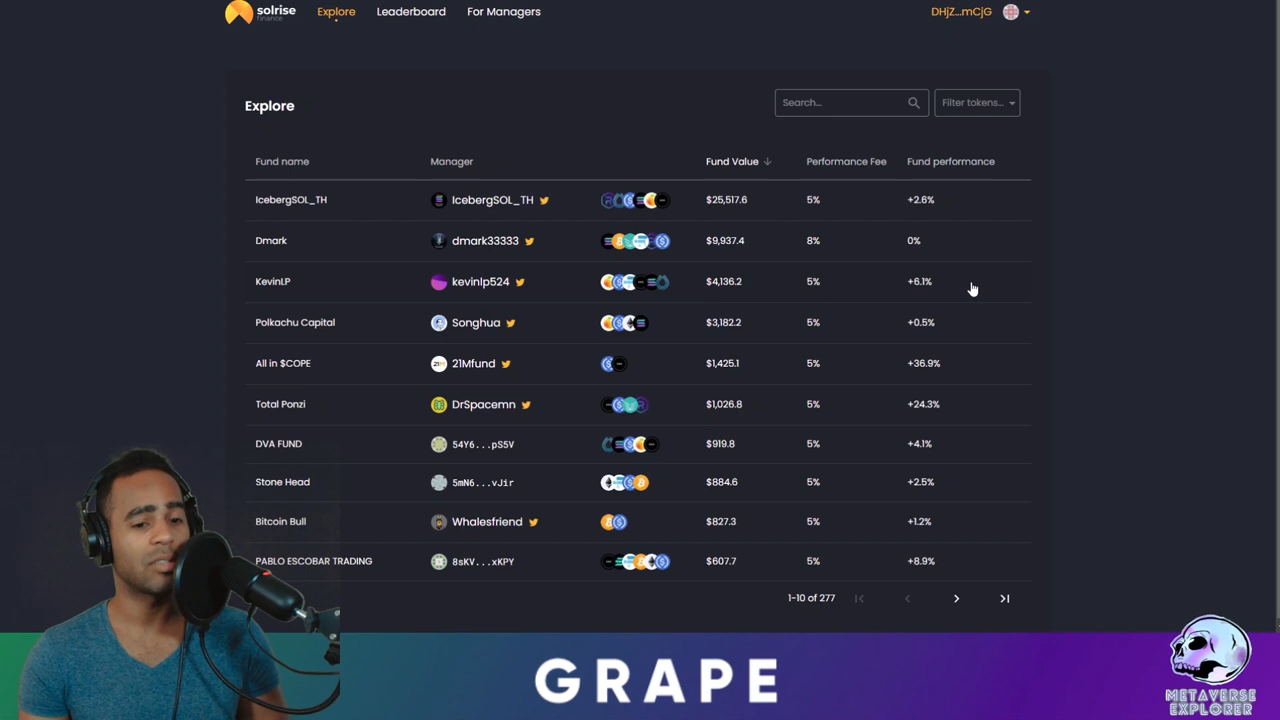 solrise
finance
Explore
Leaderboard
For Managers
DHjZ...mCjG
Explore
Search...
Filter tokens...
Fund name Manager Fund Value Performance Fee Fund performance
IcebergSOL_TH IcebergSOL_TH $25,517.6 5% +2.6%
Dmark dmark33333 $9,937.4 8% 0%
KevinLP kevinlp524 $4,136.2 5% +6.1%
Polkachu Capital Songhua $3,182.2 5% +0.5%
All in $COPE 21Mfund $1,425.1 5% +36.9%
Total Ponzi DrSpacemn $1,026.8 5% +24.3%
DVA FUND 54Y6...pS5V $919.8 5% +4.1%
Stone Head 5mN6...vJir $884.6 5% +2.5%
Bitcoin Bull Whalesfriend $827.3 5% +1.2%
PABLO ESCOBAR TRADING 8sKV...xKPY $607.7 5% +8.9%
1-10 of 277
GRAPE
METAVERSE
EXPLORER